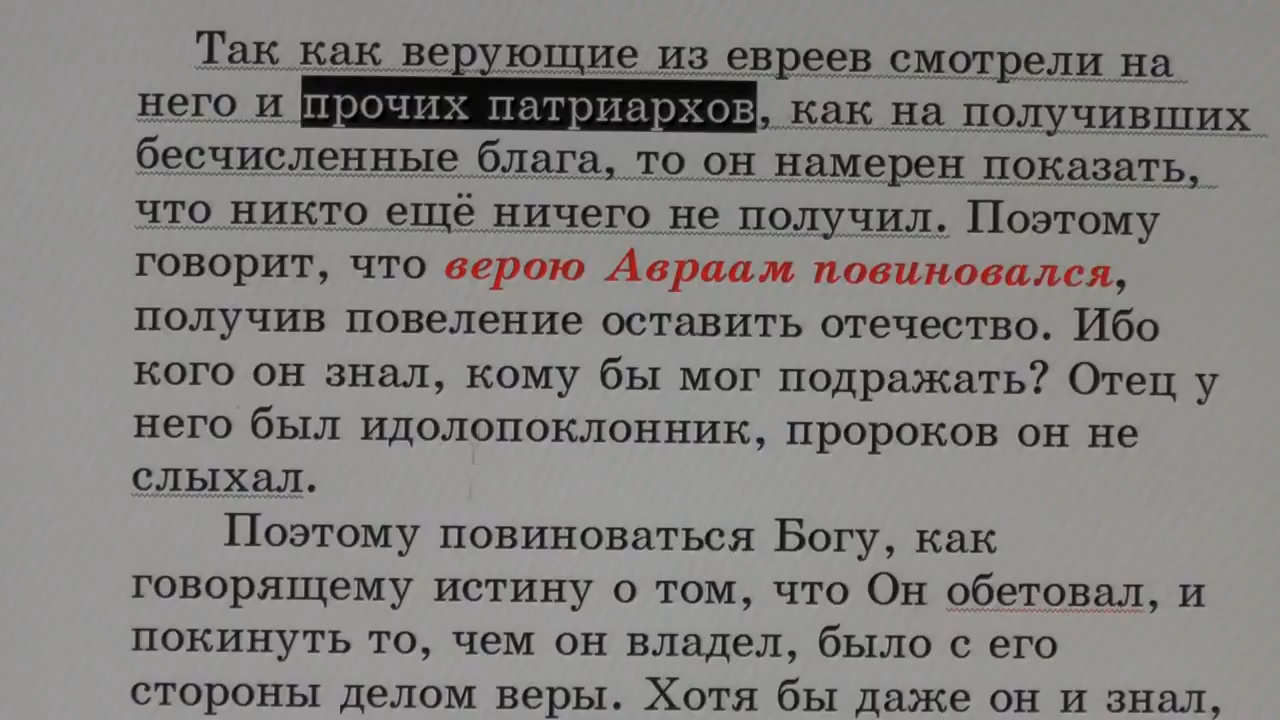 Так как верующие из евреев смотрели на
него и прочих патриархов, как на получивших
бесчисленные блага, то он намерен показать,
что никто ещё ничего не получил. Поэтому
говорит, что верою Авраам повиновался,
получив повеление оставить отечество. Ибо
кого он знал, кому бы мог подражать? Отец у
него был идолопоклонник, пророков он не
слыхал.
Поэтому повиноваться Богу, как
говорящему истину о том, что Он обетовал, и
покинуть то, чем он владел, было с его
стороны делом веры. Хотя бы даже он и знал,